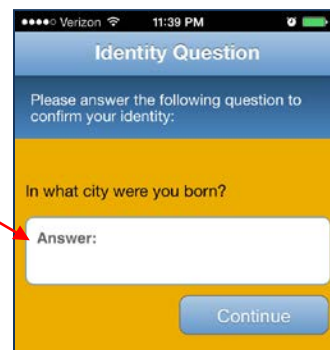 Verizon 11:39 PM
Identity Question
Please answer the following question to
confirm your identity:
In what city were you born?
Answer:
Continue